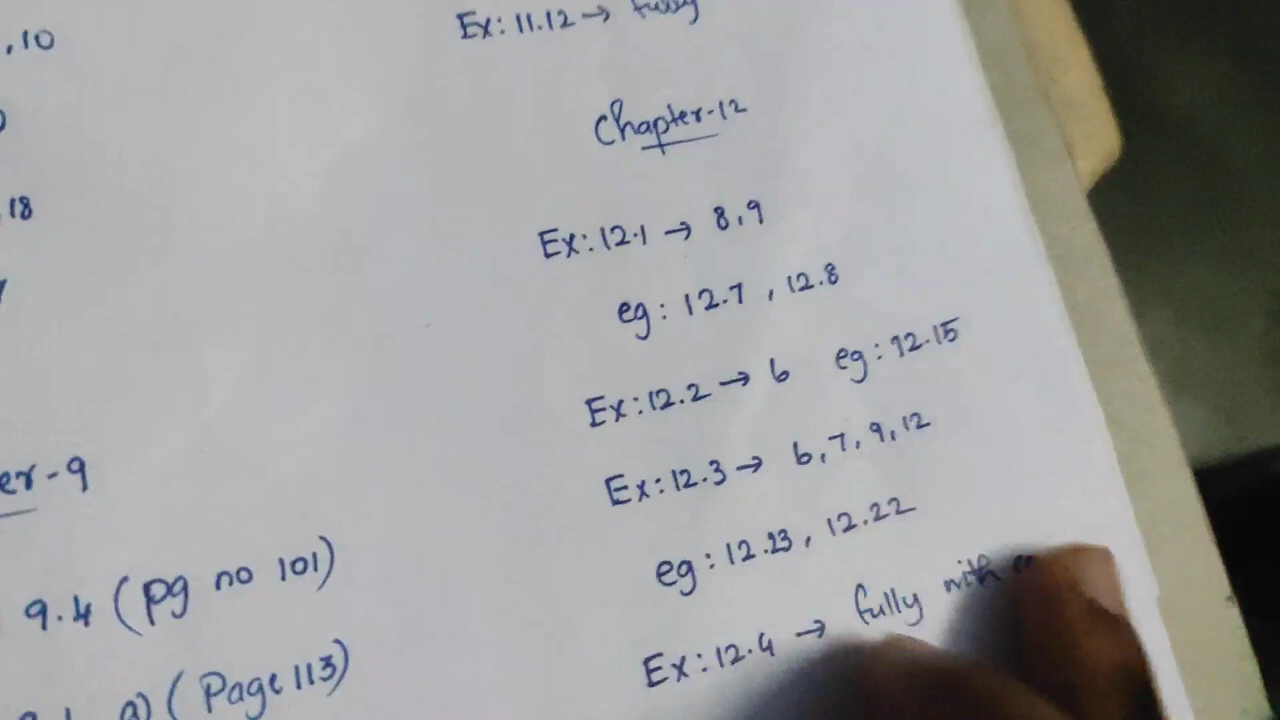 ,10
18
er-9
9.4 (pg no 101)
a) (Page 113)
Ex: 11.12 → fully
Chapter-12
Ex: 12.1 → 8,9
eg: 12.7, 12.8
Ex: 12.2 → 6 eg: 12.15
Ex: 12.3 → 6,7,9,12
eg: 12.23, 12.22
Ex: 12.4 → fully with